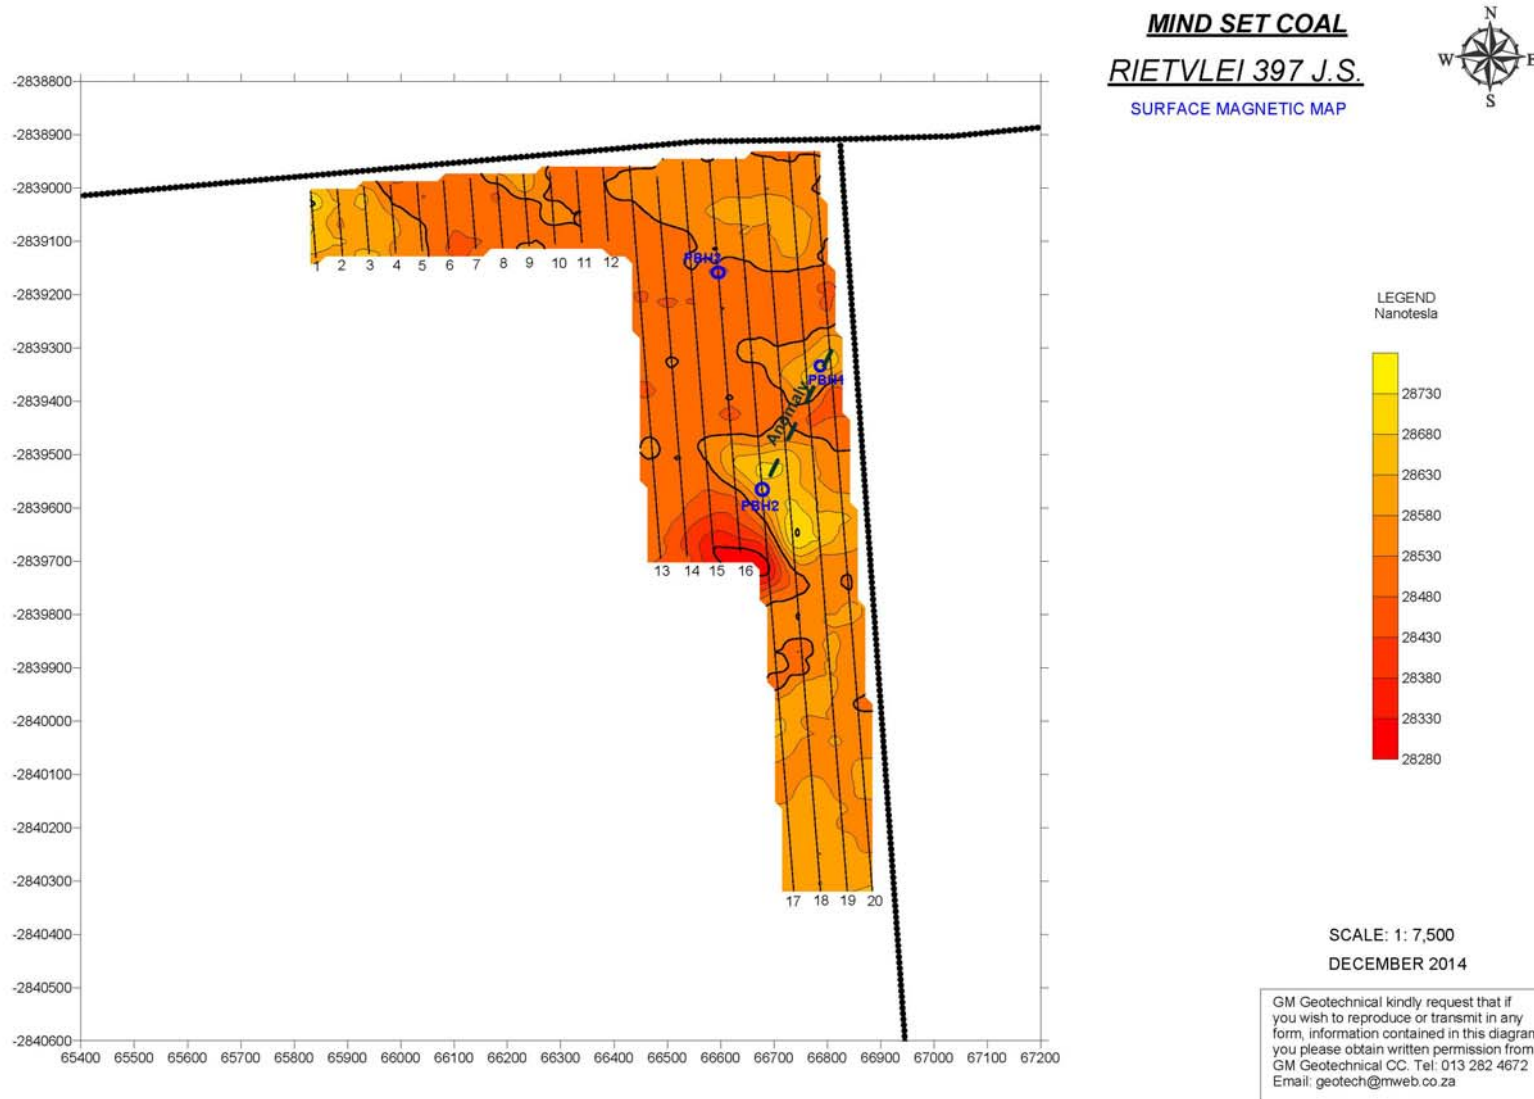 MIND SET COAL
RIETVLEI 397 J.S.
SURFACE MAGNETIC MAP
N
W E
S
-2838800
-2838900
-2839000
-2839100
-2839200
-2839300
-2839400
-2839500
-2839600
-2839700
-2839800
-2839900
-2840000
-2840100
-2840200
-2840300
-2840400
-2840500
-2840600
65400 65500 65600 65700 65800 65900 66000 66100 66200 66300 66400 66500 66600 66700 66800 66900 67000 67100 67200
1 2 3 4 5 6 7 8 9 10 11 12
PBH3
PBH1
Anomaly
PBH2
13 14 15 16
17 18 19 20
LEGEND
Nanotesla
28730
28680
28630
28580
28530
28480
28430
28380
28330
28280
SCALE: 1: 7,500
DECEMBER 2014
GM Geotechnical kindly request that if
you wish to reproduce or transmit in any
form, information contained in this diagram
you please obtain written permission from
GM Geotechnical CC. Tel: 013 282 4672
Email: geotech@mweb.co.za